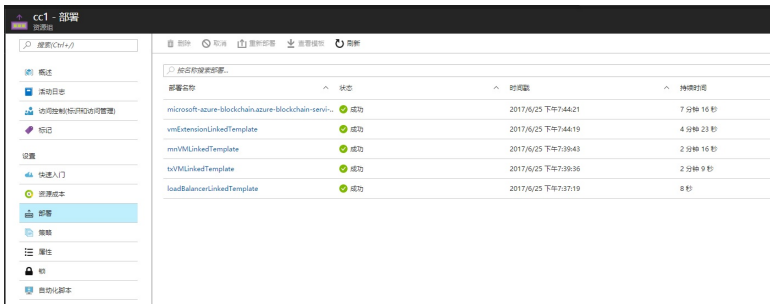 cc1 - 部署
资源组
搜索(Ctrl+/)
删除 取消 重新部署 查看模板 刷新
概述
活动日志
访问控制(标识和访问管理)
标记
设置
快速入门
资源成本
部署
策略
属性
锁
自动化脚本
按名称搜索部署...
部署名称 状态 时间戳 持续时间
microsoft-azure-blockchain.azure-blockchain-servi-... 成功 2017/6/25 下午7:44:21 7 分钟 16 秒
vmExtensionLinkedTemplate 成功 2017/6/25 下午7:44:19 4 分钟 23 秒
mnVMLinkedTemplate 成功 2017/6/25 下午7:39:43 2 分钟 16 秒
txVMLinkedTemplate 成功 2017/6/25 下午7:39:36 2 分钟 9 秒
loadBalancerLinkedTemplate 成功 2017/6/25 下午7:37:19 8 秒